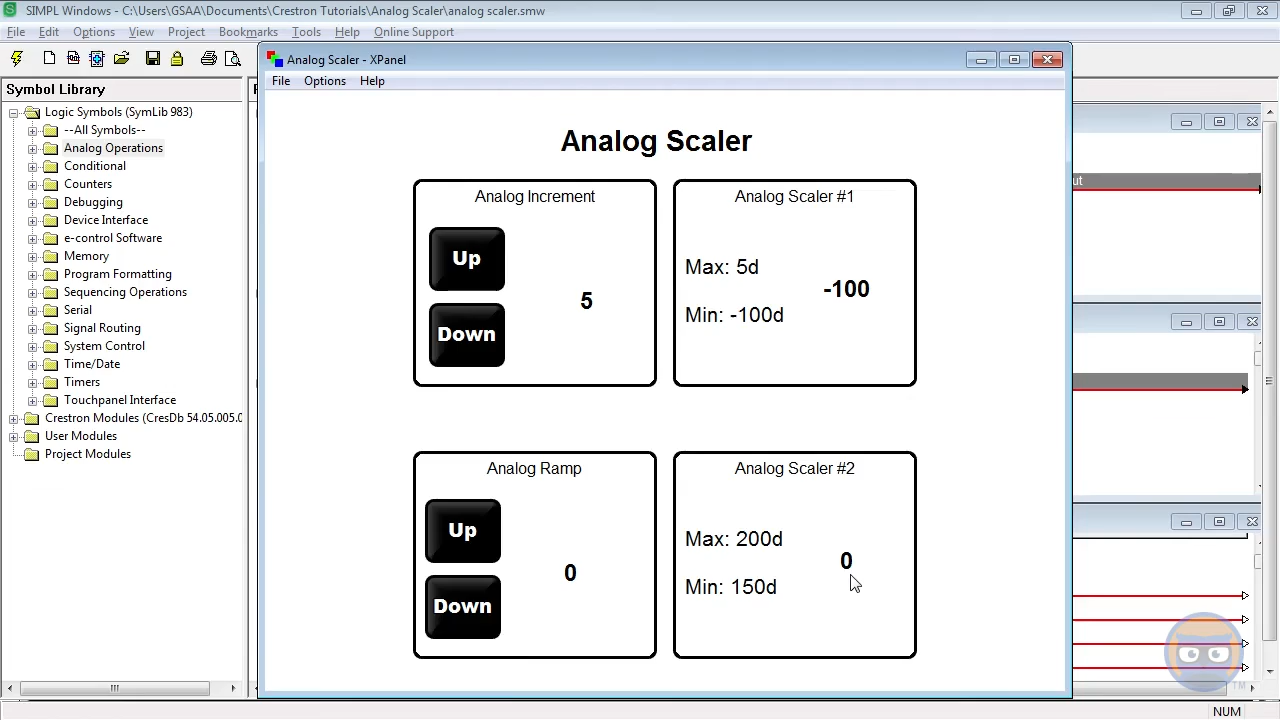 SIMPL Windows - C:\Users\GSAA\Documents\Crestron Tutorials\Analog Scaler\analog scaler.smw
File Edit Options View Project Bookmarks Tools Help Online Support
Symbol Library
Logic Symbols (SymLib 983)
--All Symbols--
Analog Operations
Conditional
Counters
Debugging
Device Interface
e-control Software
Memory
Program Formatting
Sequencing Operations
Serial
Signal Routing
System Control
Time/Date
Timers
Touchpanel Interface
Crestron Modules (CresDb 54.05.005.0
User Modules
Project Modules
Analog Scaler - XPanel
File Options Help
Analog Scaler
Analog Increment
Up
Down
5
Analog Scaler #1
Max: 5d
Min: -100d
-100
Analog Ramp
Up
Down
0
Analog Scaler #2
Max: 200d
Min: 150d
0
ut
TM
NUM